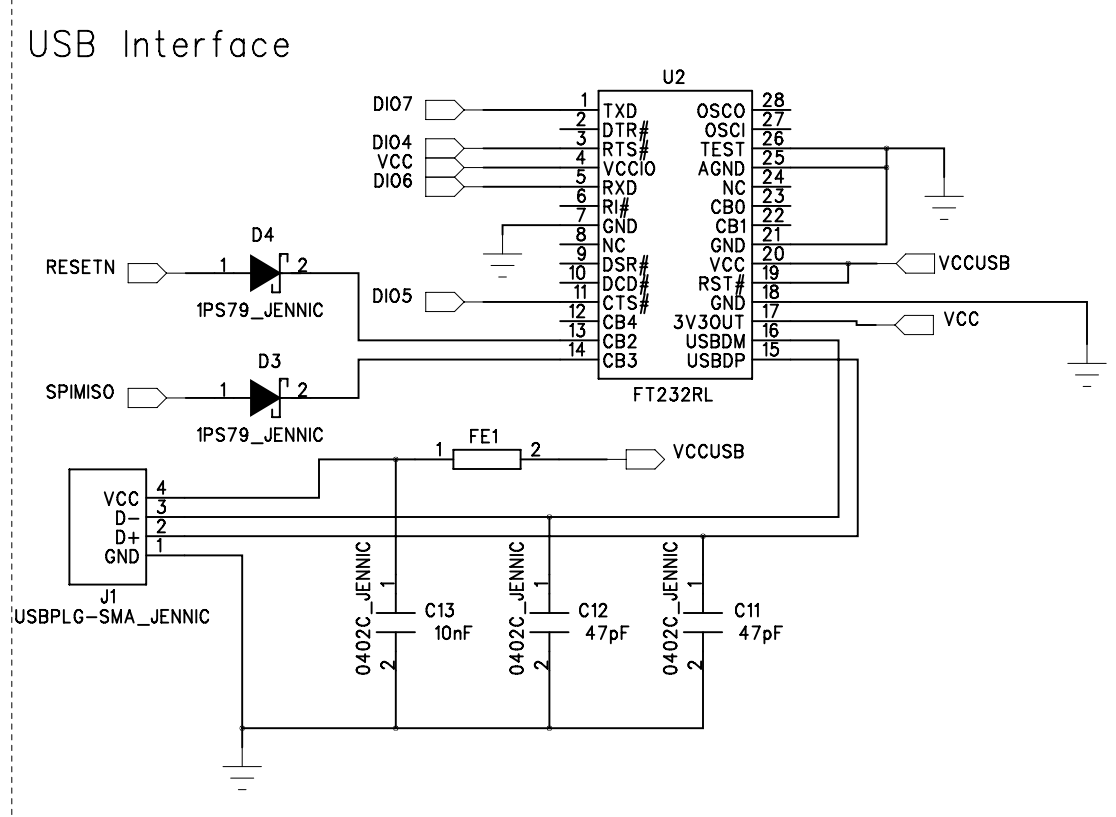 USB Interface
U2
DIO7 1 TXD OSCO 28
2 DTR# OSCI 27
DIO4 3 RTS# TEST 26
VCC 4 VCCIO AGND 25
DIO6 5 RXD NC 24
6 RI# CB0 23
7 GND CB1 22
8 NC GND 21
9 DSR# VCC 20 VCCUSB
10 DCD# RST# 19
DIO5 11 CTS# GND 18
12 CB4 3V3OUT 17 VCC
13 CB2 USBDM 16
14 CB3 USBDP 15
FT232RL
D4
RESETN 1 2
1PS79_JENNIC
D3
SPIMISO 1 2
1PS79_JENNIC
FE1
1 2 VCCUSB
VCC 4
D- 3
D+ 2
GND 1
J1
USBPLG-SMA_JENNIC
0402C_JENNIC 1 2 C13 10nF
0402C_JENNIC 1 2 C12 47pF
0402C_JENNIC 1 2 C11 47pF